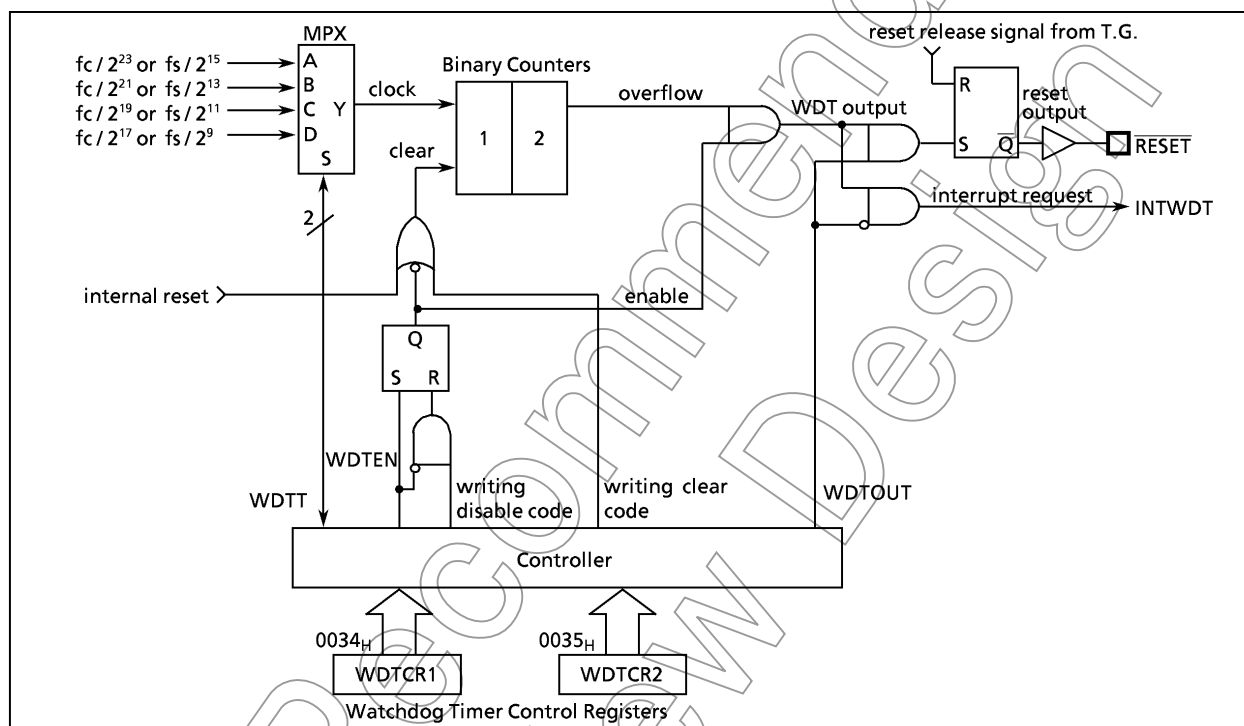 MPX
reset release signal from T.G.
fc / 2²³ or fs / 2¹⁵
fc / 2²¹ or fs / 2¹³
fc / 2¹⁹ or fs / 2¹¹
fc / 2¹⁷ or fs / 2⁹
A
B
C
D
Y
S
clock
clear
Binary Counters
1
2
overflow
WDT output
R
S
Q̅
reset
output
R̅E̅S̅E̅T̅
interrupt request
INTWDT
2
internal reset
enable
Q
S
R
WDTEN
WDTT
writing
disable code
writing clear
code
WDTOUT
Controller
0034H
0035H
WDTCR1
WDTCR2
Watchdog Timer Control Registers
Recommend
New Design